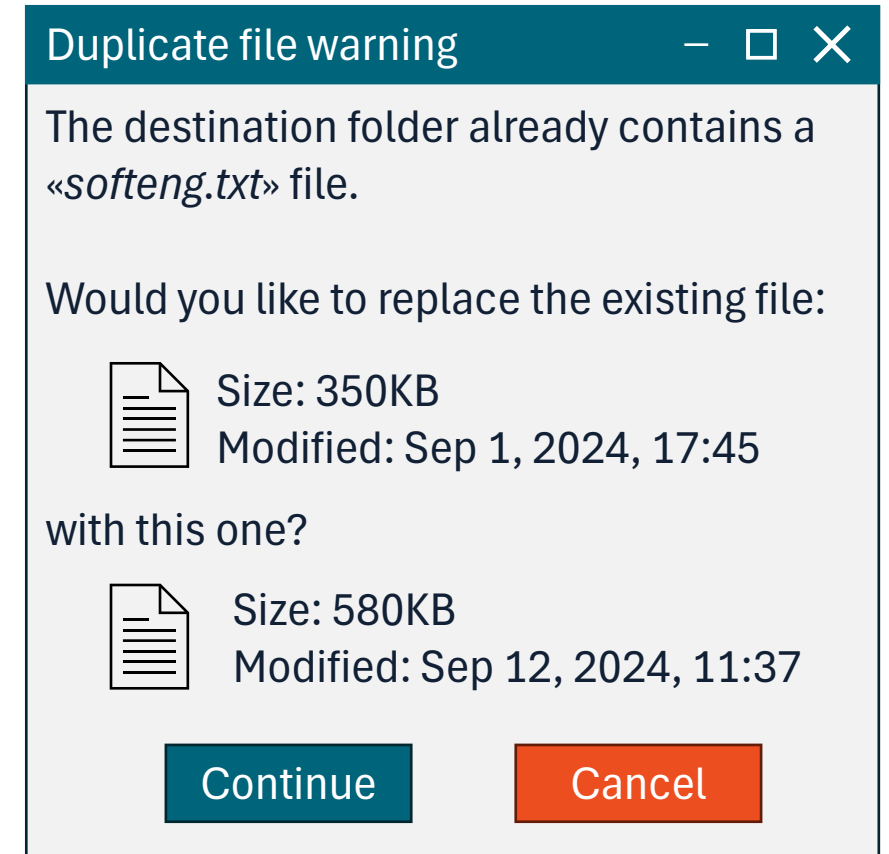 Duplicate file warning
The destination folder already contains a
«softeng.txt» file.
Would you like to replace the existing file:
Size: 350KB
Modified: Sep 1, 2024, 17:45
with this one?
Size: 580KB
Modified: Sep 12, 2024, 11:37
Continue
Cancel